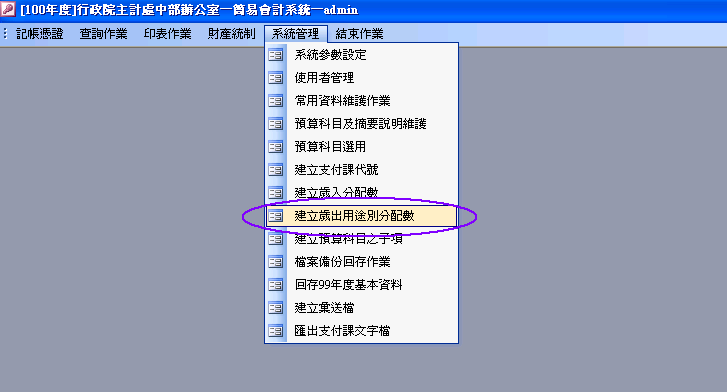 [100年度]行政院主計處中部辦公室—簡易會計系統—admin
記帳憑證 查詢作業 印表作業 財產統制 系統管理 結束作業
系統參數設定
使用者管理
常用資料維護作業
預算科目及摘要說明維護
預算科目選用
建立支付課代號
建立歲入分配數
建立歲出用途別分配數
建立預算科目之子項
檔案備份回存作業
回存99年度基本資料
建立彙送檔
匯出支付課文字檔